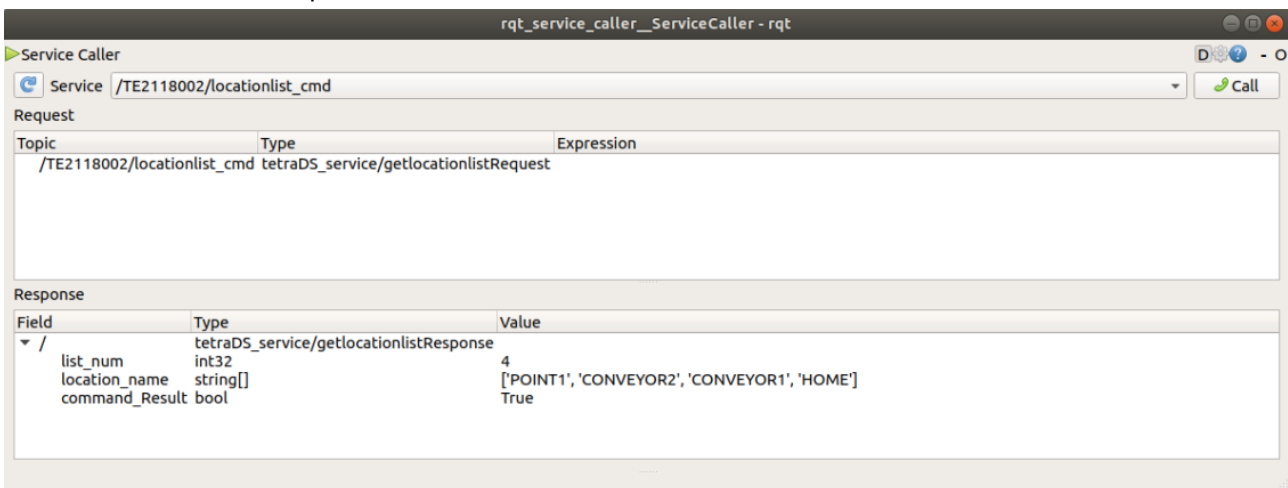 rqt_service_caller__ServiceCaller - rqt
Service Caller D - O
Service /TE2118002/locationlist_cmd Call
Request
Topic Type Expression
/TE2118002/locationlist_cmd tetraDS_service/getlocationlistRequest
Response
Field Type Value
/ tetraDS_service/getlocationlistResponse
list_num int32 4
location_name string[] ['POINT1', 'CONVEYOR2', 'CONVEYOR1', 'HOME']
command_Result bool True